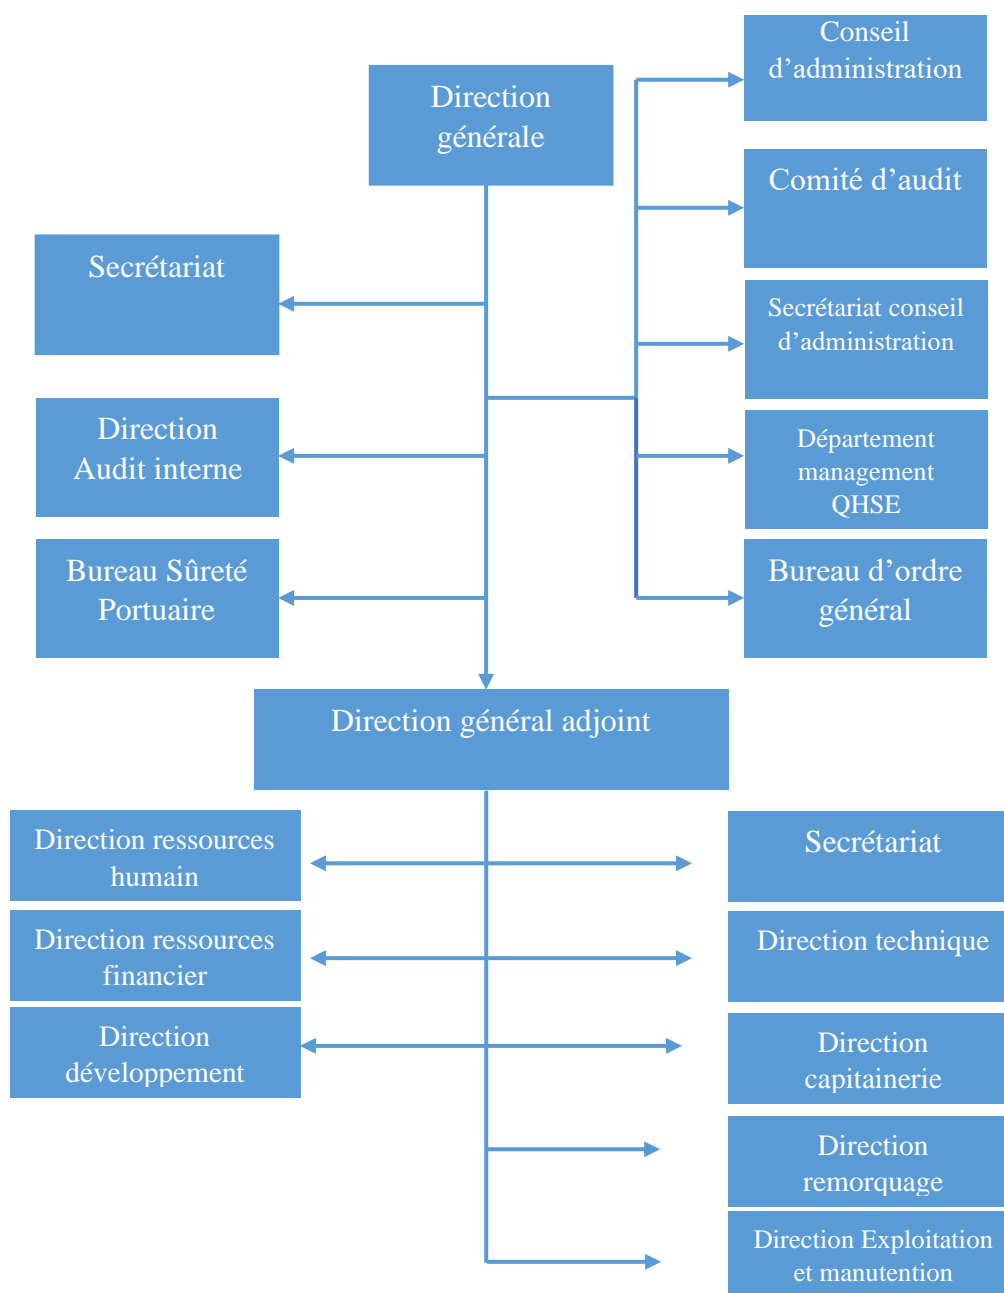 Conseil
d’administration
Direction
générale
Comité d’audit
Secrétariat
Secrétariat conseil
d’administration
Direction
Audit interne
Département
management
QHSE
Bureau Sûreté
Portuaire
Bureau d’ordre
général
Direction général adjoint
Direction ressources
humain
Secrétariat
Direction ressources
financier
Direction technique
Direction
développement
Direction
capitainerie
Direction
remorquage
Direction Exploitation
et manutention